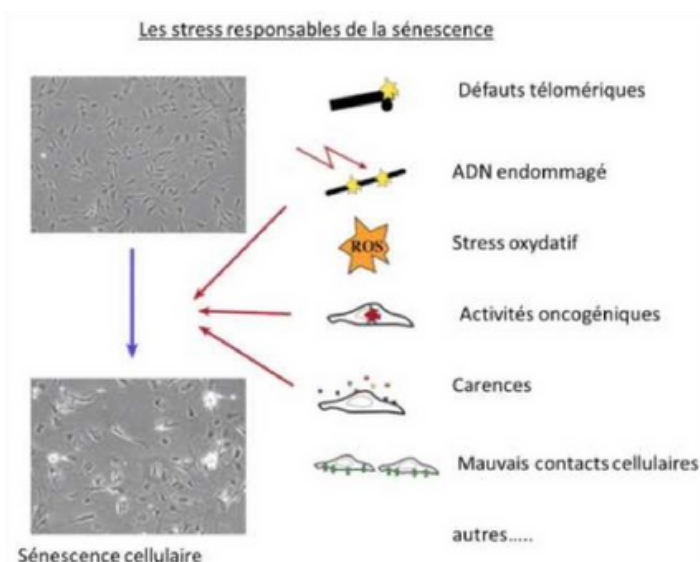 Les stress responsables de la sénescence
Défauts télomériques
ADN endommagé
ROS
Stress oxydatif
Activités oncogéniques
Carences
Mauvais contacts cellulaires
autres.....
Sénescence cellulaire